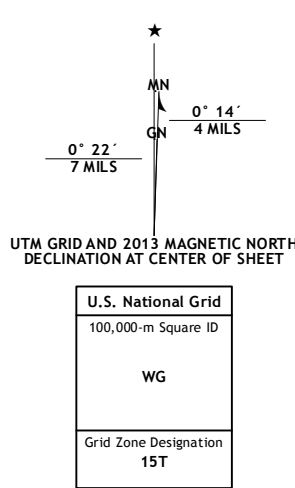 ★
MN
0° 14´
4 MILS
GN
0° 22´
7 MILS
UTM GRID AND 2013 MAGNETIC NORTH
DECLINATION AT CENTER OF SHEET
U.S. National Grid
100,000-m Square ID
WG
Grid Zone Designation
15T